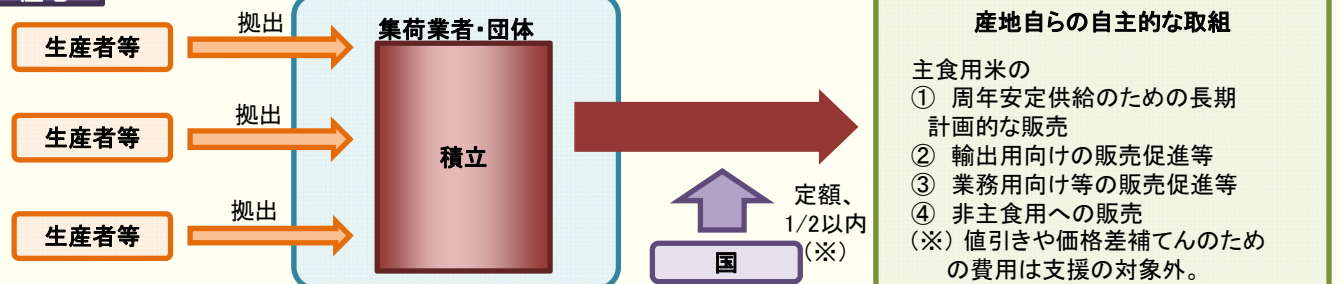 生産者等
拠出
生産者等
拠出
生産者等
拠出
集荷業者・団体
積立
国
定額、
1/2以内
(※)
産地自らの自主的な取組
主食用米の
① 周年安定供給のための長期
計画的な販売
② 輸出用向けの販売促進等
③ 業務用向け等の販売促進等
④ 非主食用への販売
(※) 値引きや価格差補てんのため
の費用は支援の対象外。